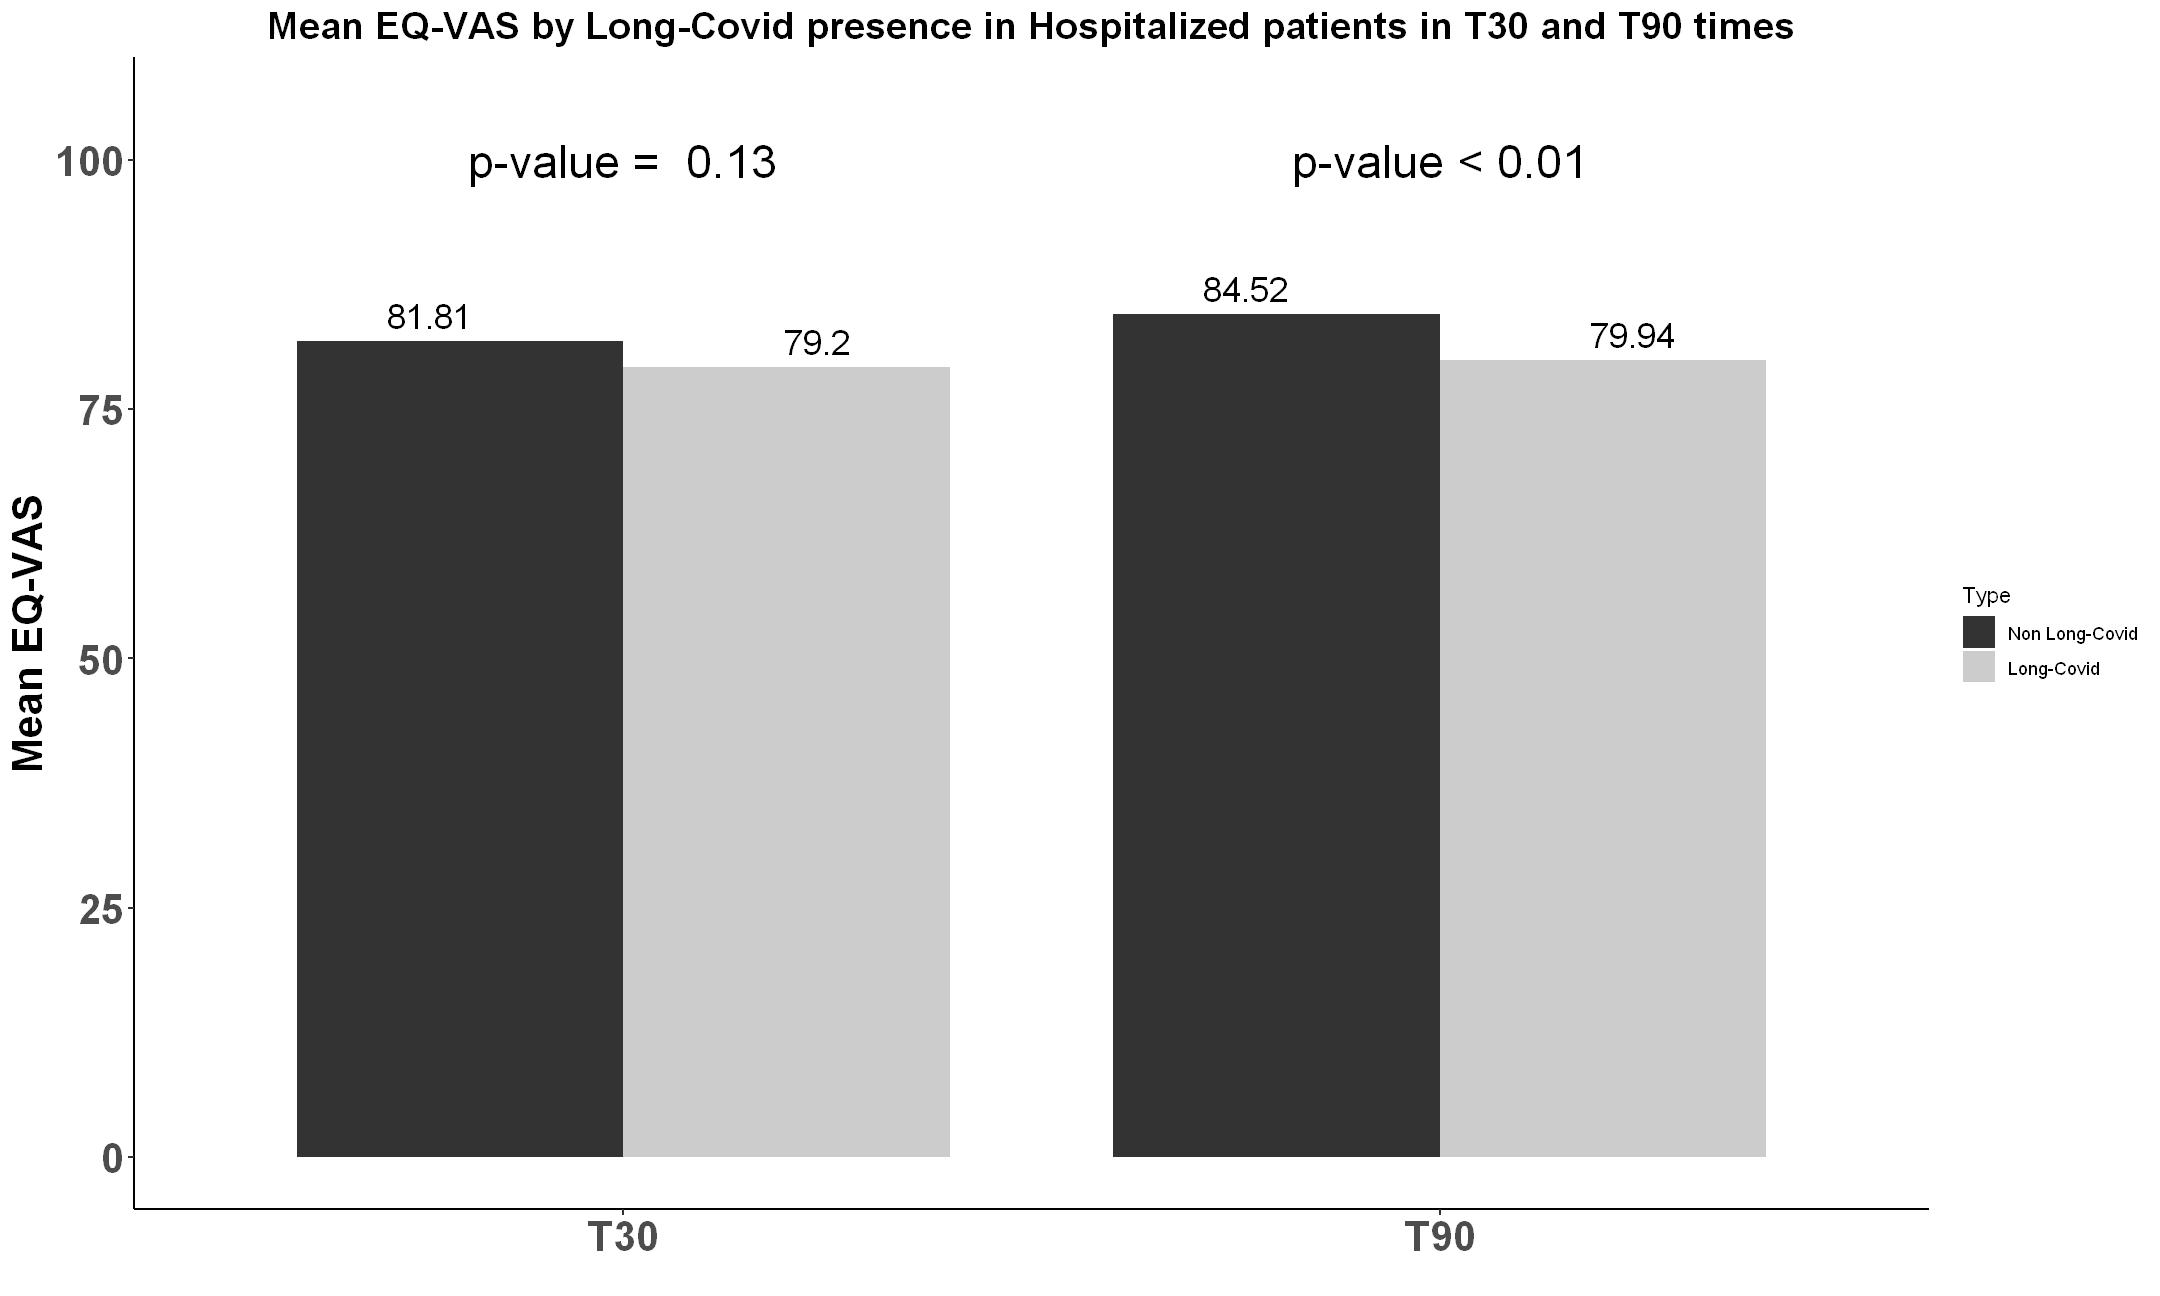 Mean EQ-VAS by Long-Covid presence in Hospitalized patients in T30 and T90 times
Mean EQ-VAS
100
75
50
25
0
p-value =  0.13
p-value < 0.01
81.81
79.2
84.52
79.94
T30
T90
Type
Non Long-Covid
Long-Covid